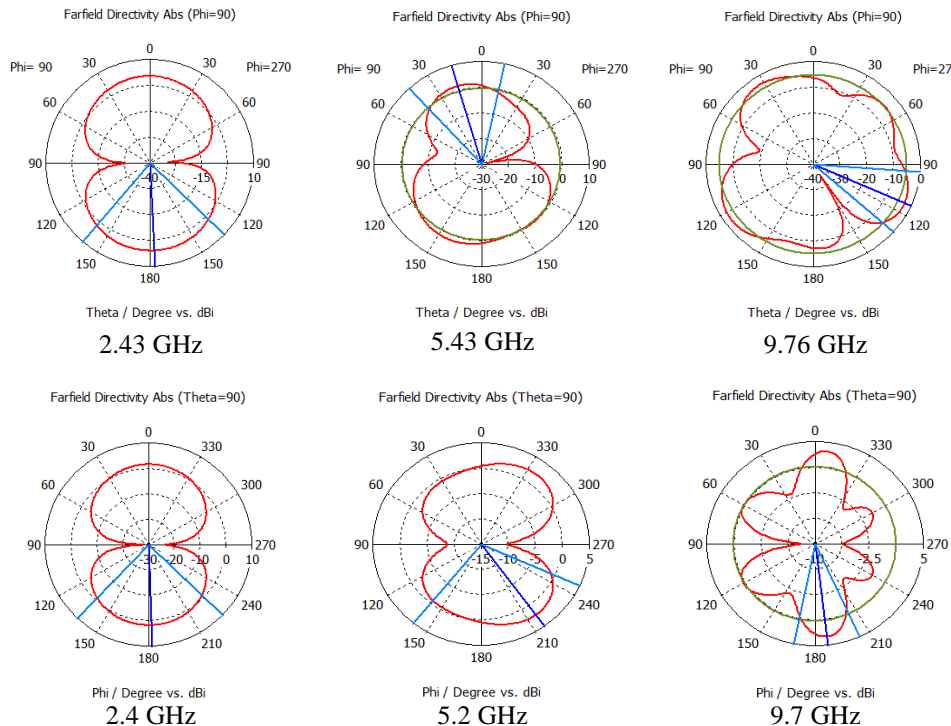 Farfield Directivity Abs (Phi=90)
0
Phi= 90 30 30 Phi=270
60 60
90 -40 -15 10 90
120 120
150 150
180
Theta / Degree vs. dBi
2.43 GHz
Farfield Directivity Abs (Phi=90)
0
Phi= 90 30 30 Phi=270
60 60
90 -30 -20 -10 0 10 90
120 120
150 150
180
Theta / Degree vs. dBi
5.43 GHz
Farfield Directivity Abs (Phi=90)
0
Phi= 90 30 30 Phi=27
60 60
90 -40 -30 -20 -10 0 90
120 120
150 150
180
Theta / Degree vs. dBi
9.76 GHz
Farfield Directivity Abs (Theta=90)
0
30 330
60 300
90 -30 -20 -10 0 10 270
120 240
150 210
180
Phi / Degree vs. dBi
2.4 GHz
Farfield Directivity Abs (Theta=90)
0
30 330
60 300
90 -15 -10 -5 0 5 270
120 240
150 210
180
Phi / Degree vs. dBi
5.2 GHz
Farfield Directivity Abs (Theta=90)
0
30 330
60 300
90 5 270
120 240
150 210
180
Phi / Degree vs. dBi
9.7 GHz